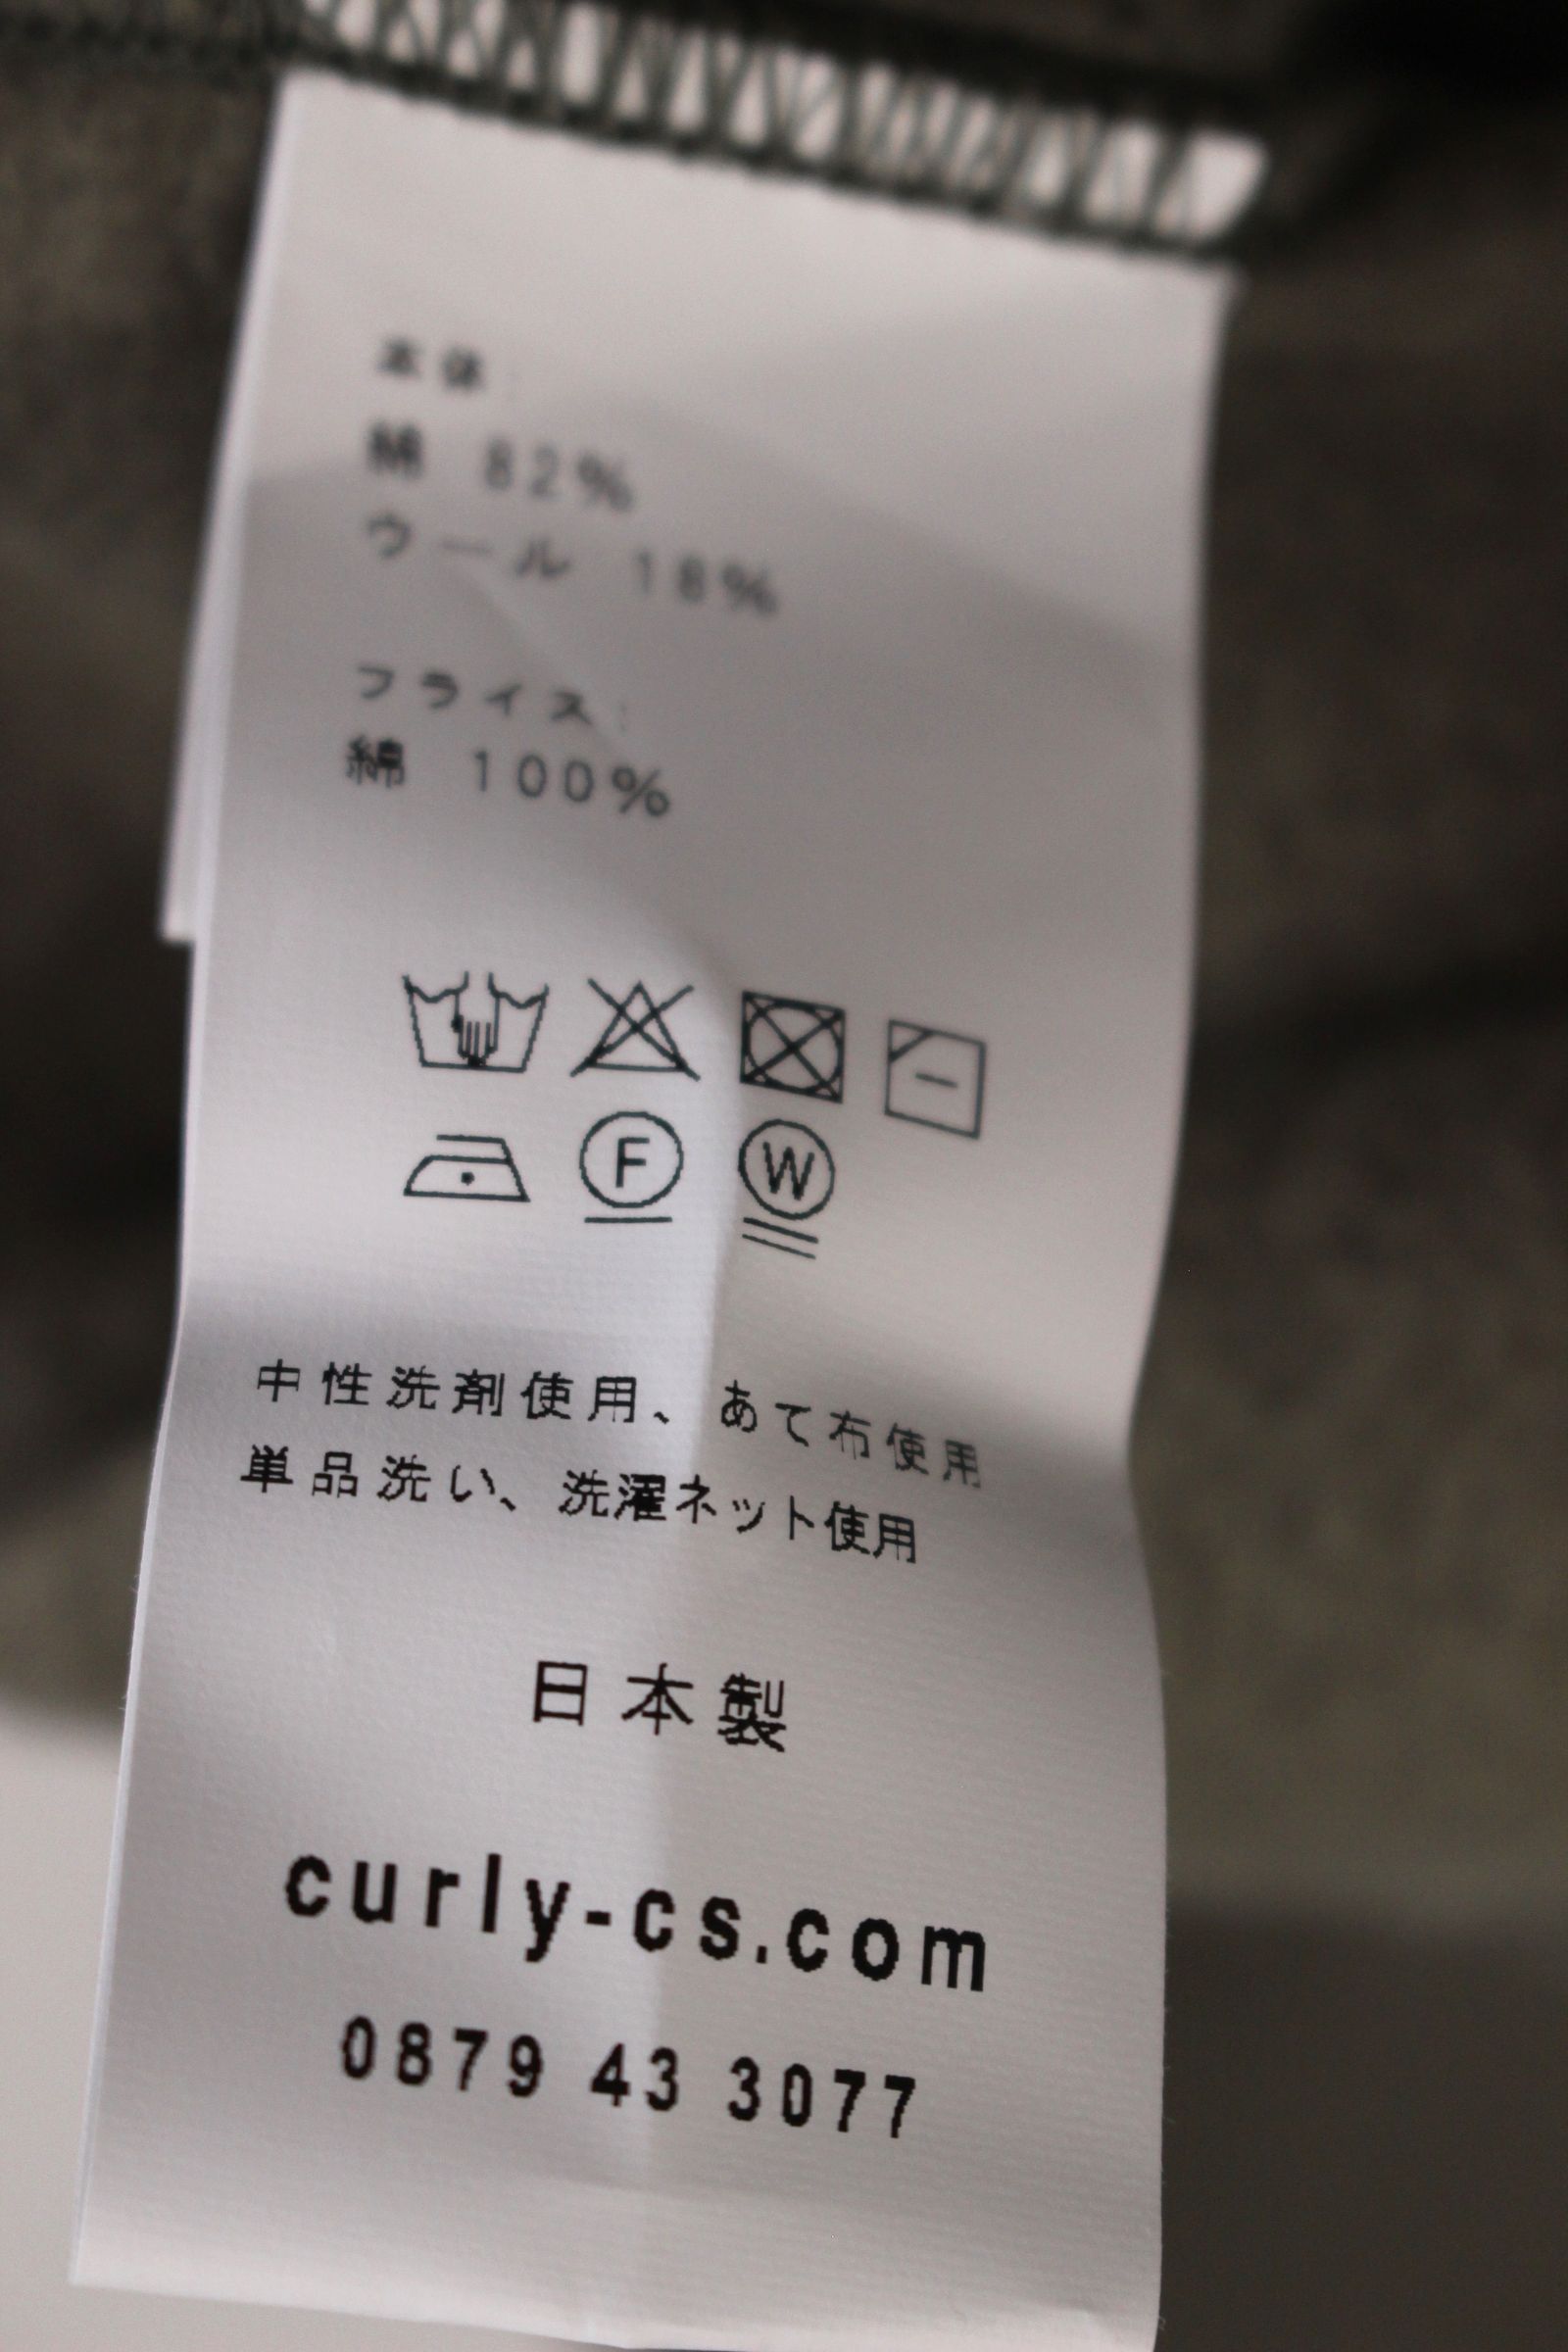 本体:
綿 82%
ウール 18%
フライス:
綿 100%
F W
中性洗剤使用、あて布使用
単品洗い、洗濯ネット使用
日本製
curly-cs.com
0879 43 3077